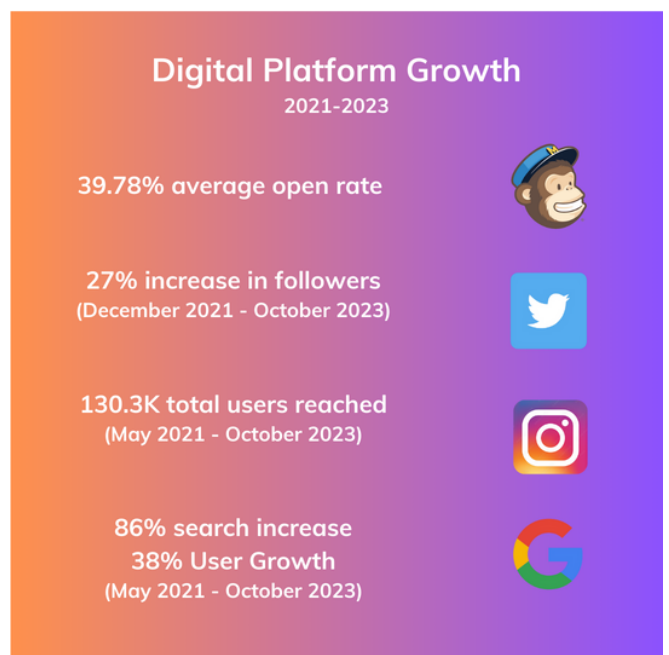 Digital Platform Growth
2021-2023
39.78% average open rate
27% increase in followers
(December 2021 - October 2023)
130.3K total users reached
(May 2021 - October 2023)
86% search increase
38% User Growth
(May 2021 - October 2023)